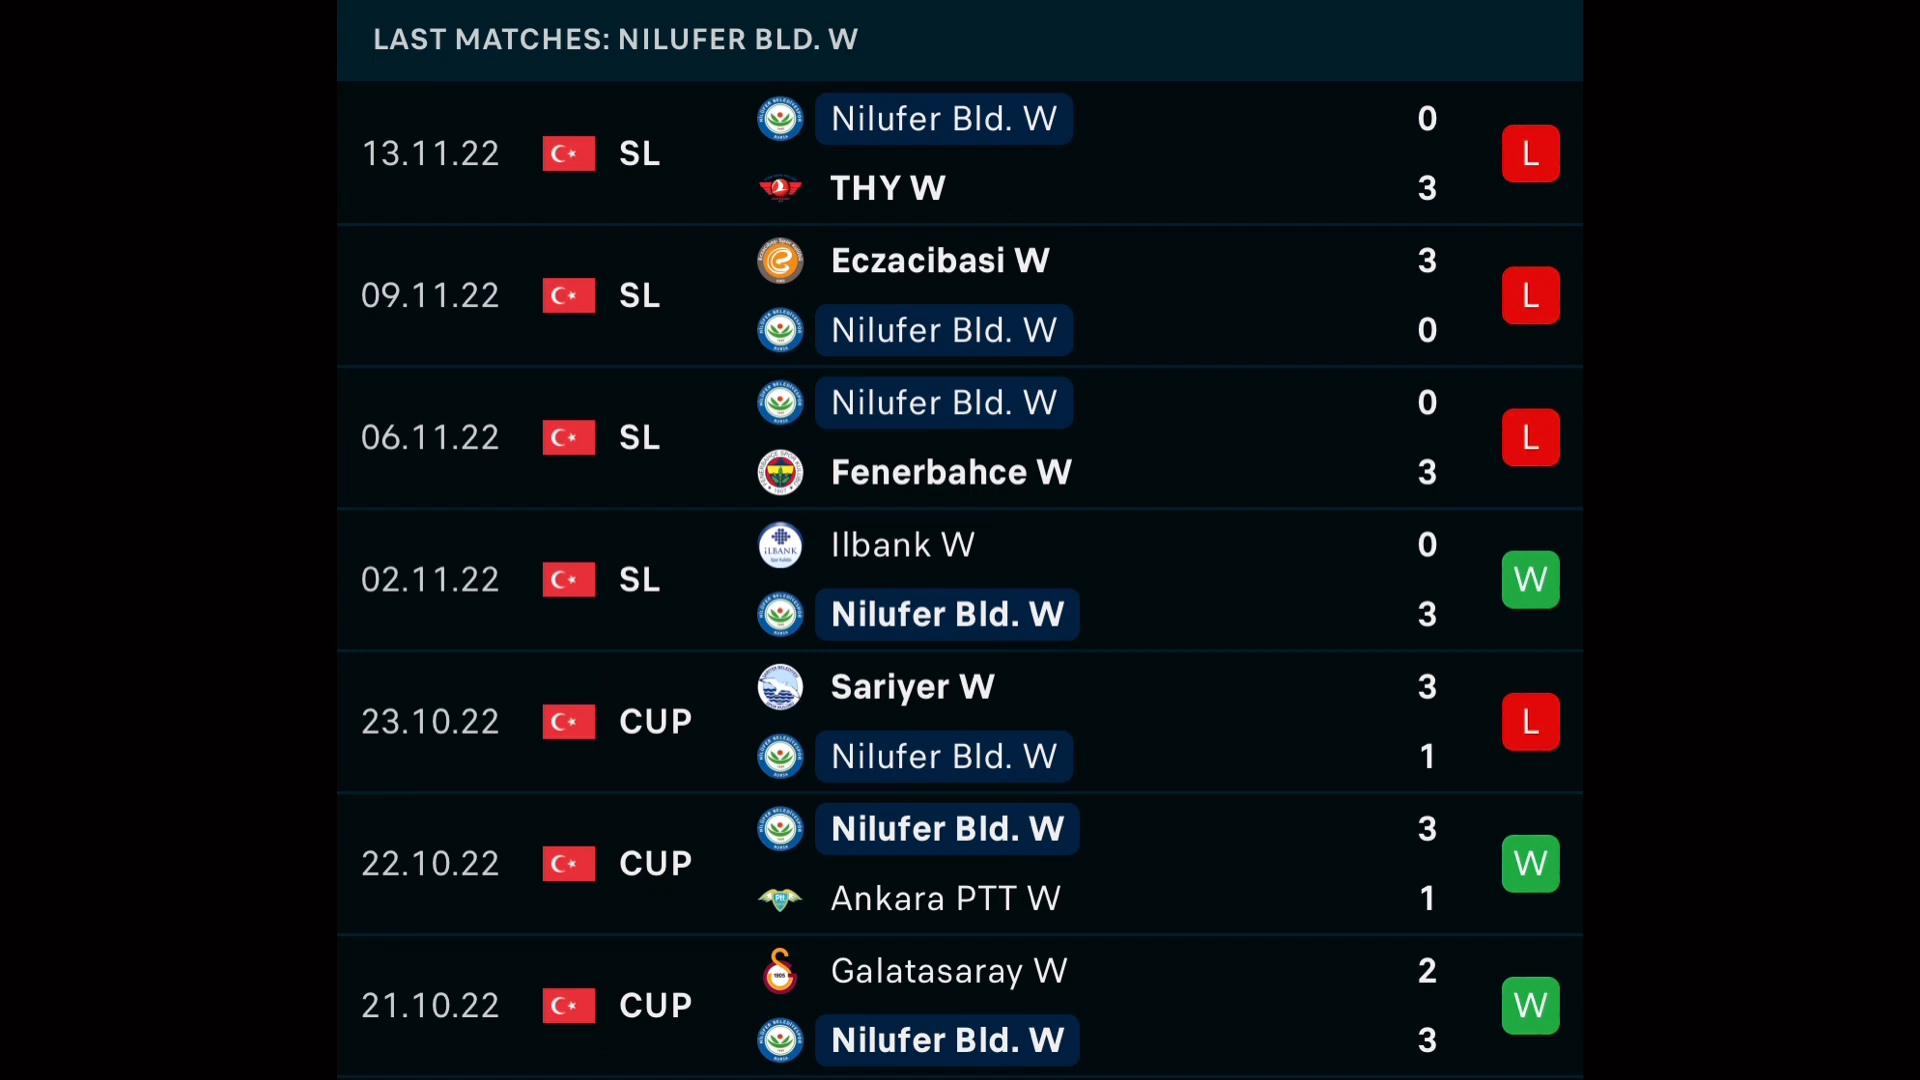 LAST MATCHES: NILUFER BLD. W
13.11.22 SL Nilufer Bld. W 0 L
THY W 3
09.11.22 SL Eczacibasi W 3 L
Nilufer Bld. W 0
06.11.22 SL Nilufer Bld. W 0 L
Fenerbahce W 3
02.11.22 SL Ilbank W 0 W
Nilufer Bld. W 3
23.10.22 CUP Sariyer W 3 L
Nilufer Bld. W 1
22.10.22 CUP Nilufer Bld. W 3 W
Ankara PTT W 1
21.10.22 CUP Galatasaray W 2 W
Nilufer Bld. W 3